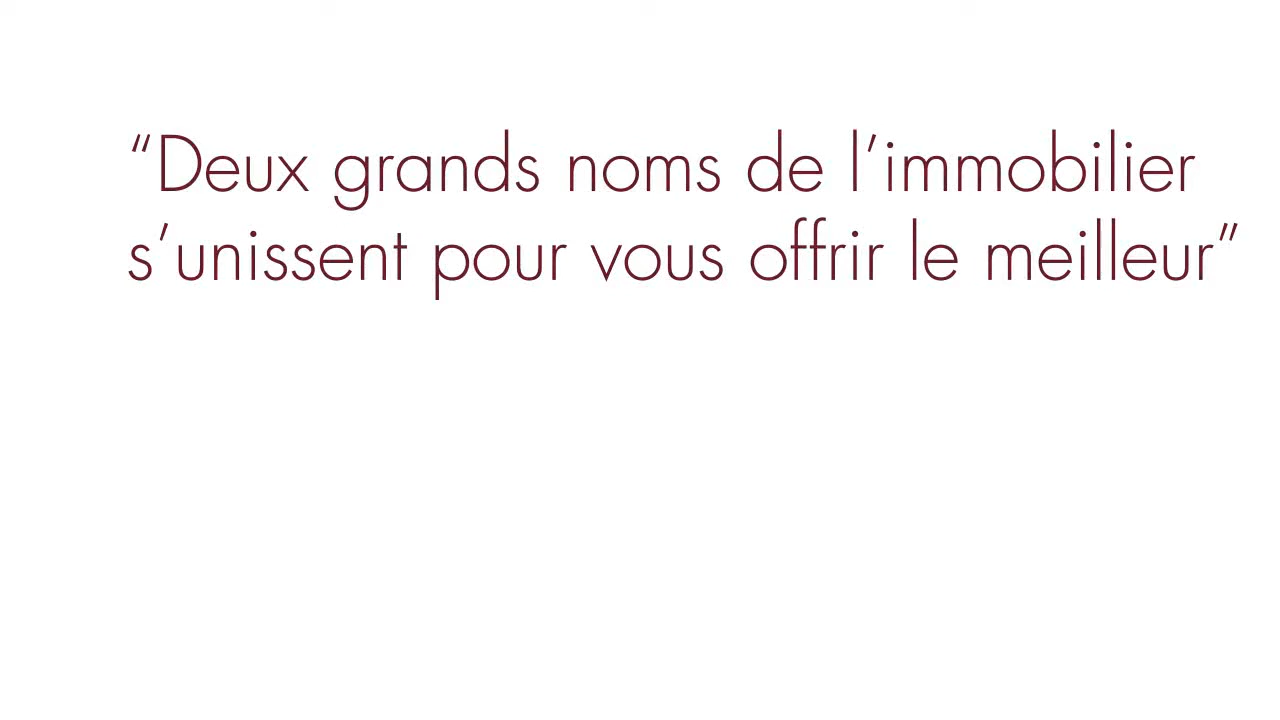 “Deux grands noms de l’immobilier
s’unissent pour vous offrir le meilleur”